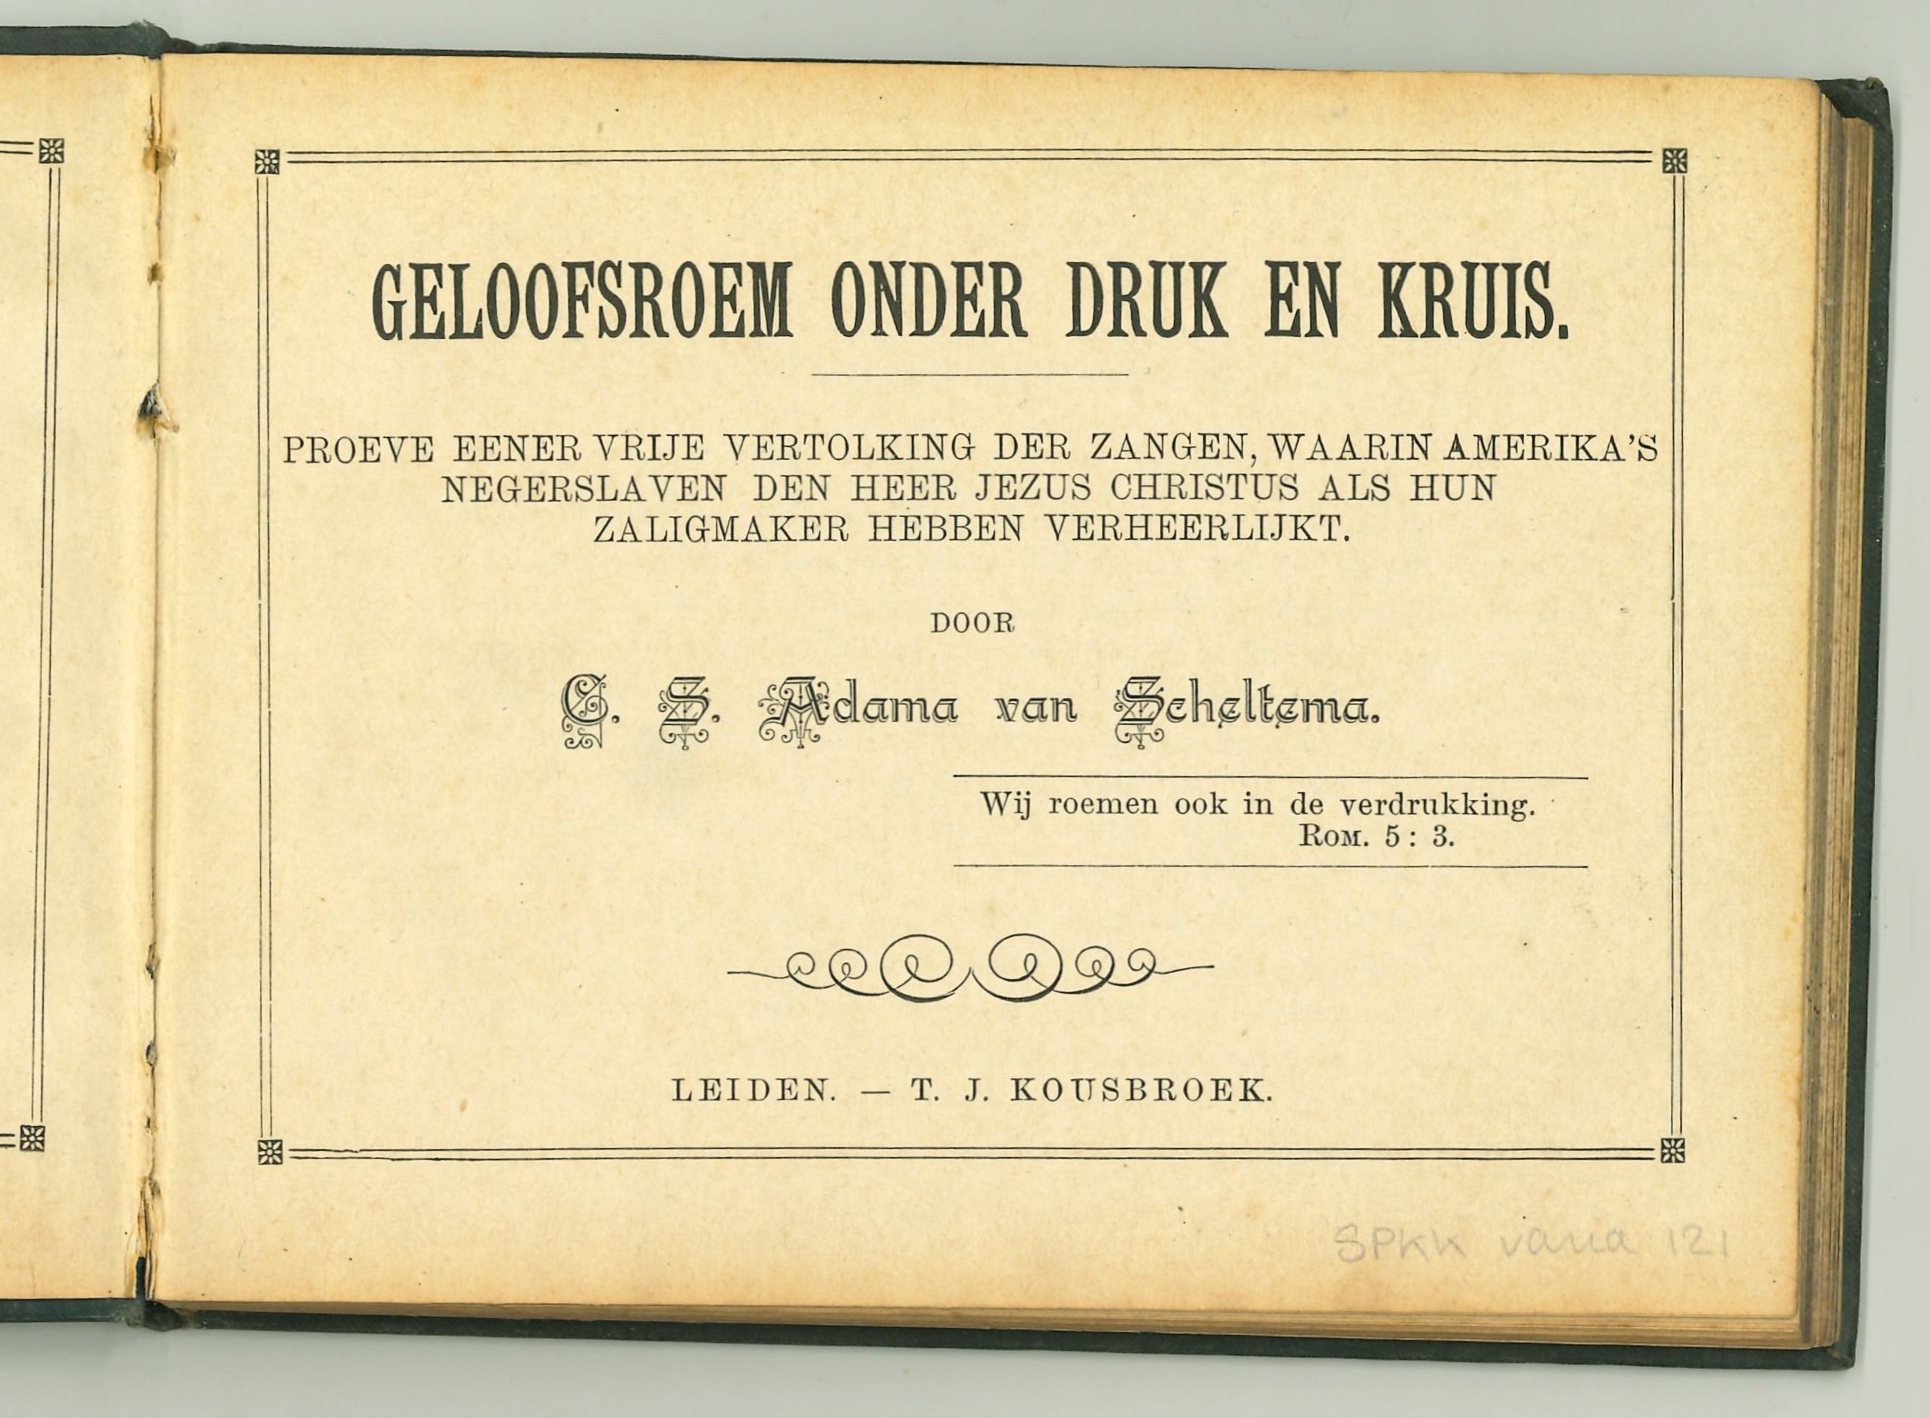 GELOOFSROEM ONDER DRUK EN KRUIS.
PROEVE EENER VRIJE VERTOLKING DER ZANGEN, WAARIN AMERIKA'S
NEGERSLAVEN DEN HEER JEZUS CHRISTUS ALS HUN
ZALIGMAKER HEBBEN VERHEERLIJKT.
DOOR
C. S. Adama van Scheltema.
Wij roemen ook in de verdrukking.
ROM. 5 : 3.
LEIDEN. — T. J. KOUSBROEK.
SPKK varia 121